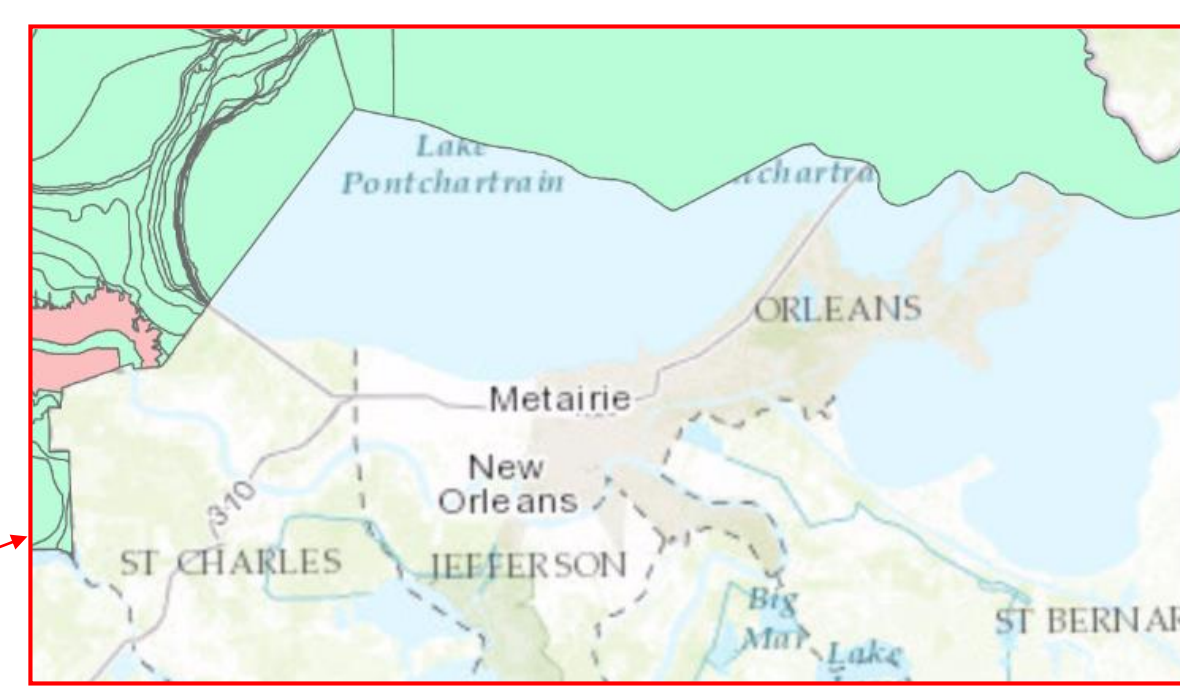 Lake
Pontchartrain
chartra
ORLEANS
Metairie
New
Orleans
310
ST CHARLES
JEFFERSON
Big
Mar
Lake
ST BERNAR